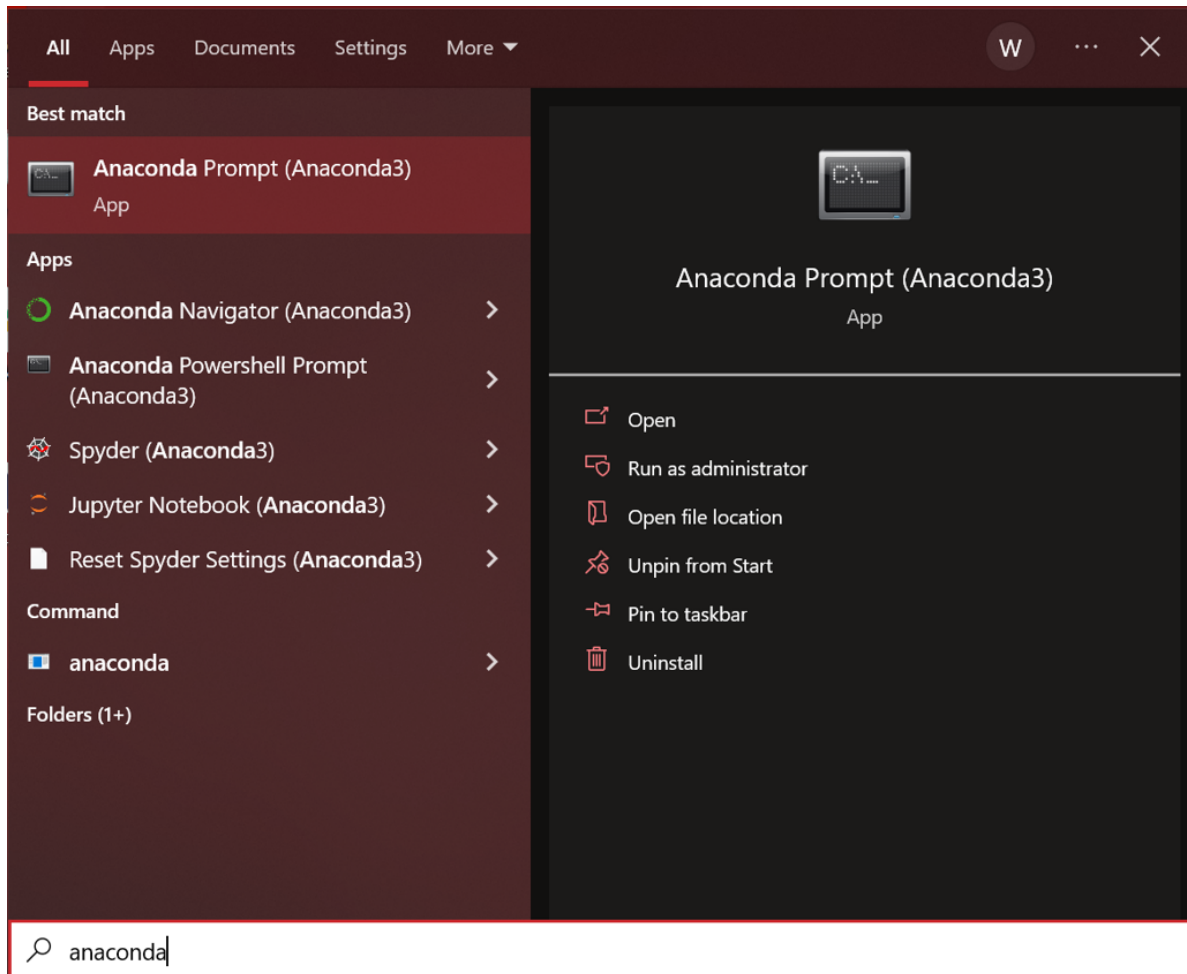 All Apps Documents Settings More W ...
Best match
Anaconda Prompt (Anaconda3)
App
Apps
Anaconda Navigator (Anaconda3)
Anaconda Powershell Prompt
(Anaconda3)
Spyder (Anaconda3)
Jupyter Notebook (Anaconda3)
Reset Spyder Settings (Anaconda3)
Command
anaconda
Folders (1+)
C:\_
Anaconda Prompt (Anaconda3)
App
Open
Run as administrator
Open file location
Unpin from Start
Pin to taskbar
Uninstall
anaconda